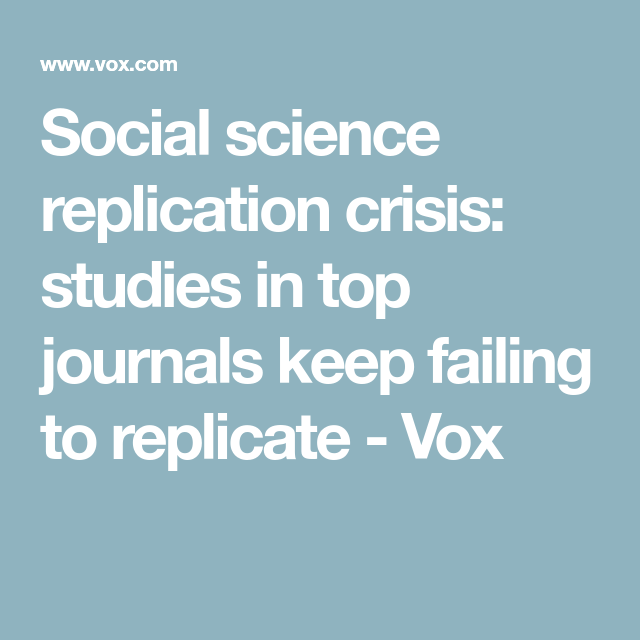 www.vox.com
Social science
replication crisis:
studies in top
journals keep failing
to replicate - Vox